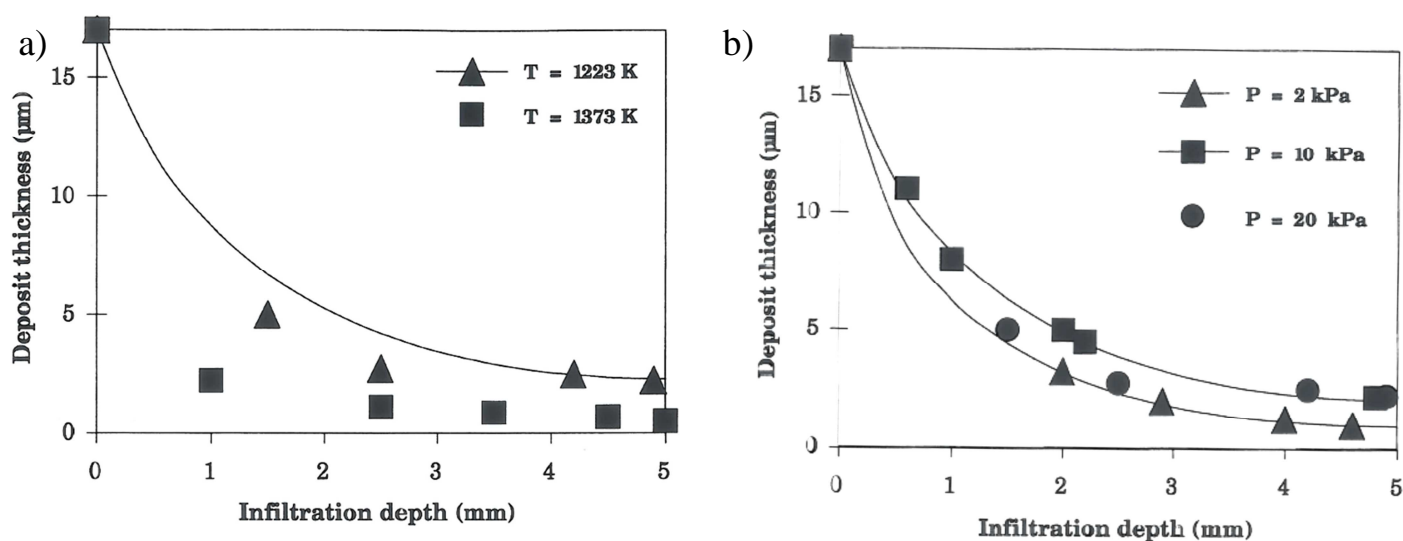 a)
T = 1223 K
T = 1373 K
15
10
5
0
0 1 2 3 4 5
Deposit thickness (μm)
Infiltration depth (mm)
b)
P = 2 kPa
P = 10 kPa
P = 20 kPa
15
10
5
0
0 1 2 3 4 5
Deposit thickness (μm)
Infiltration depth (mm)